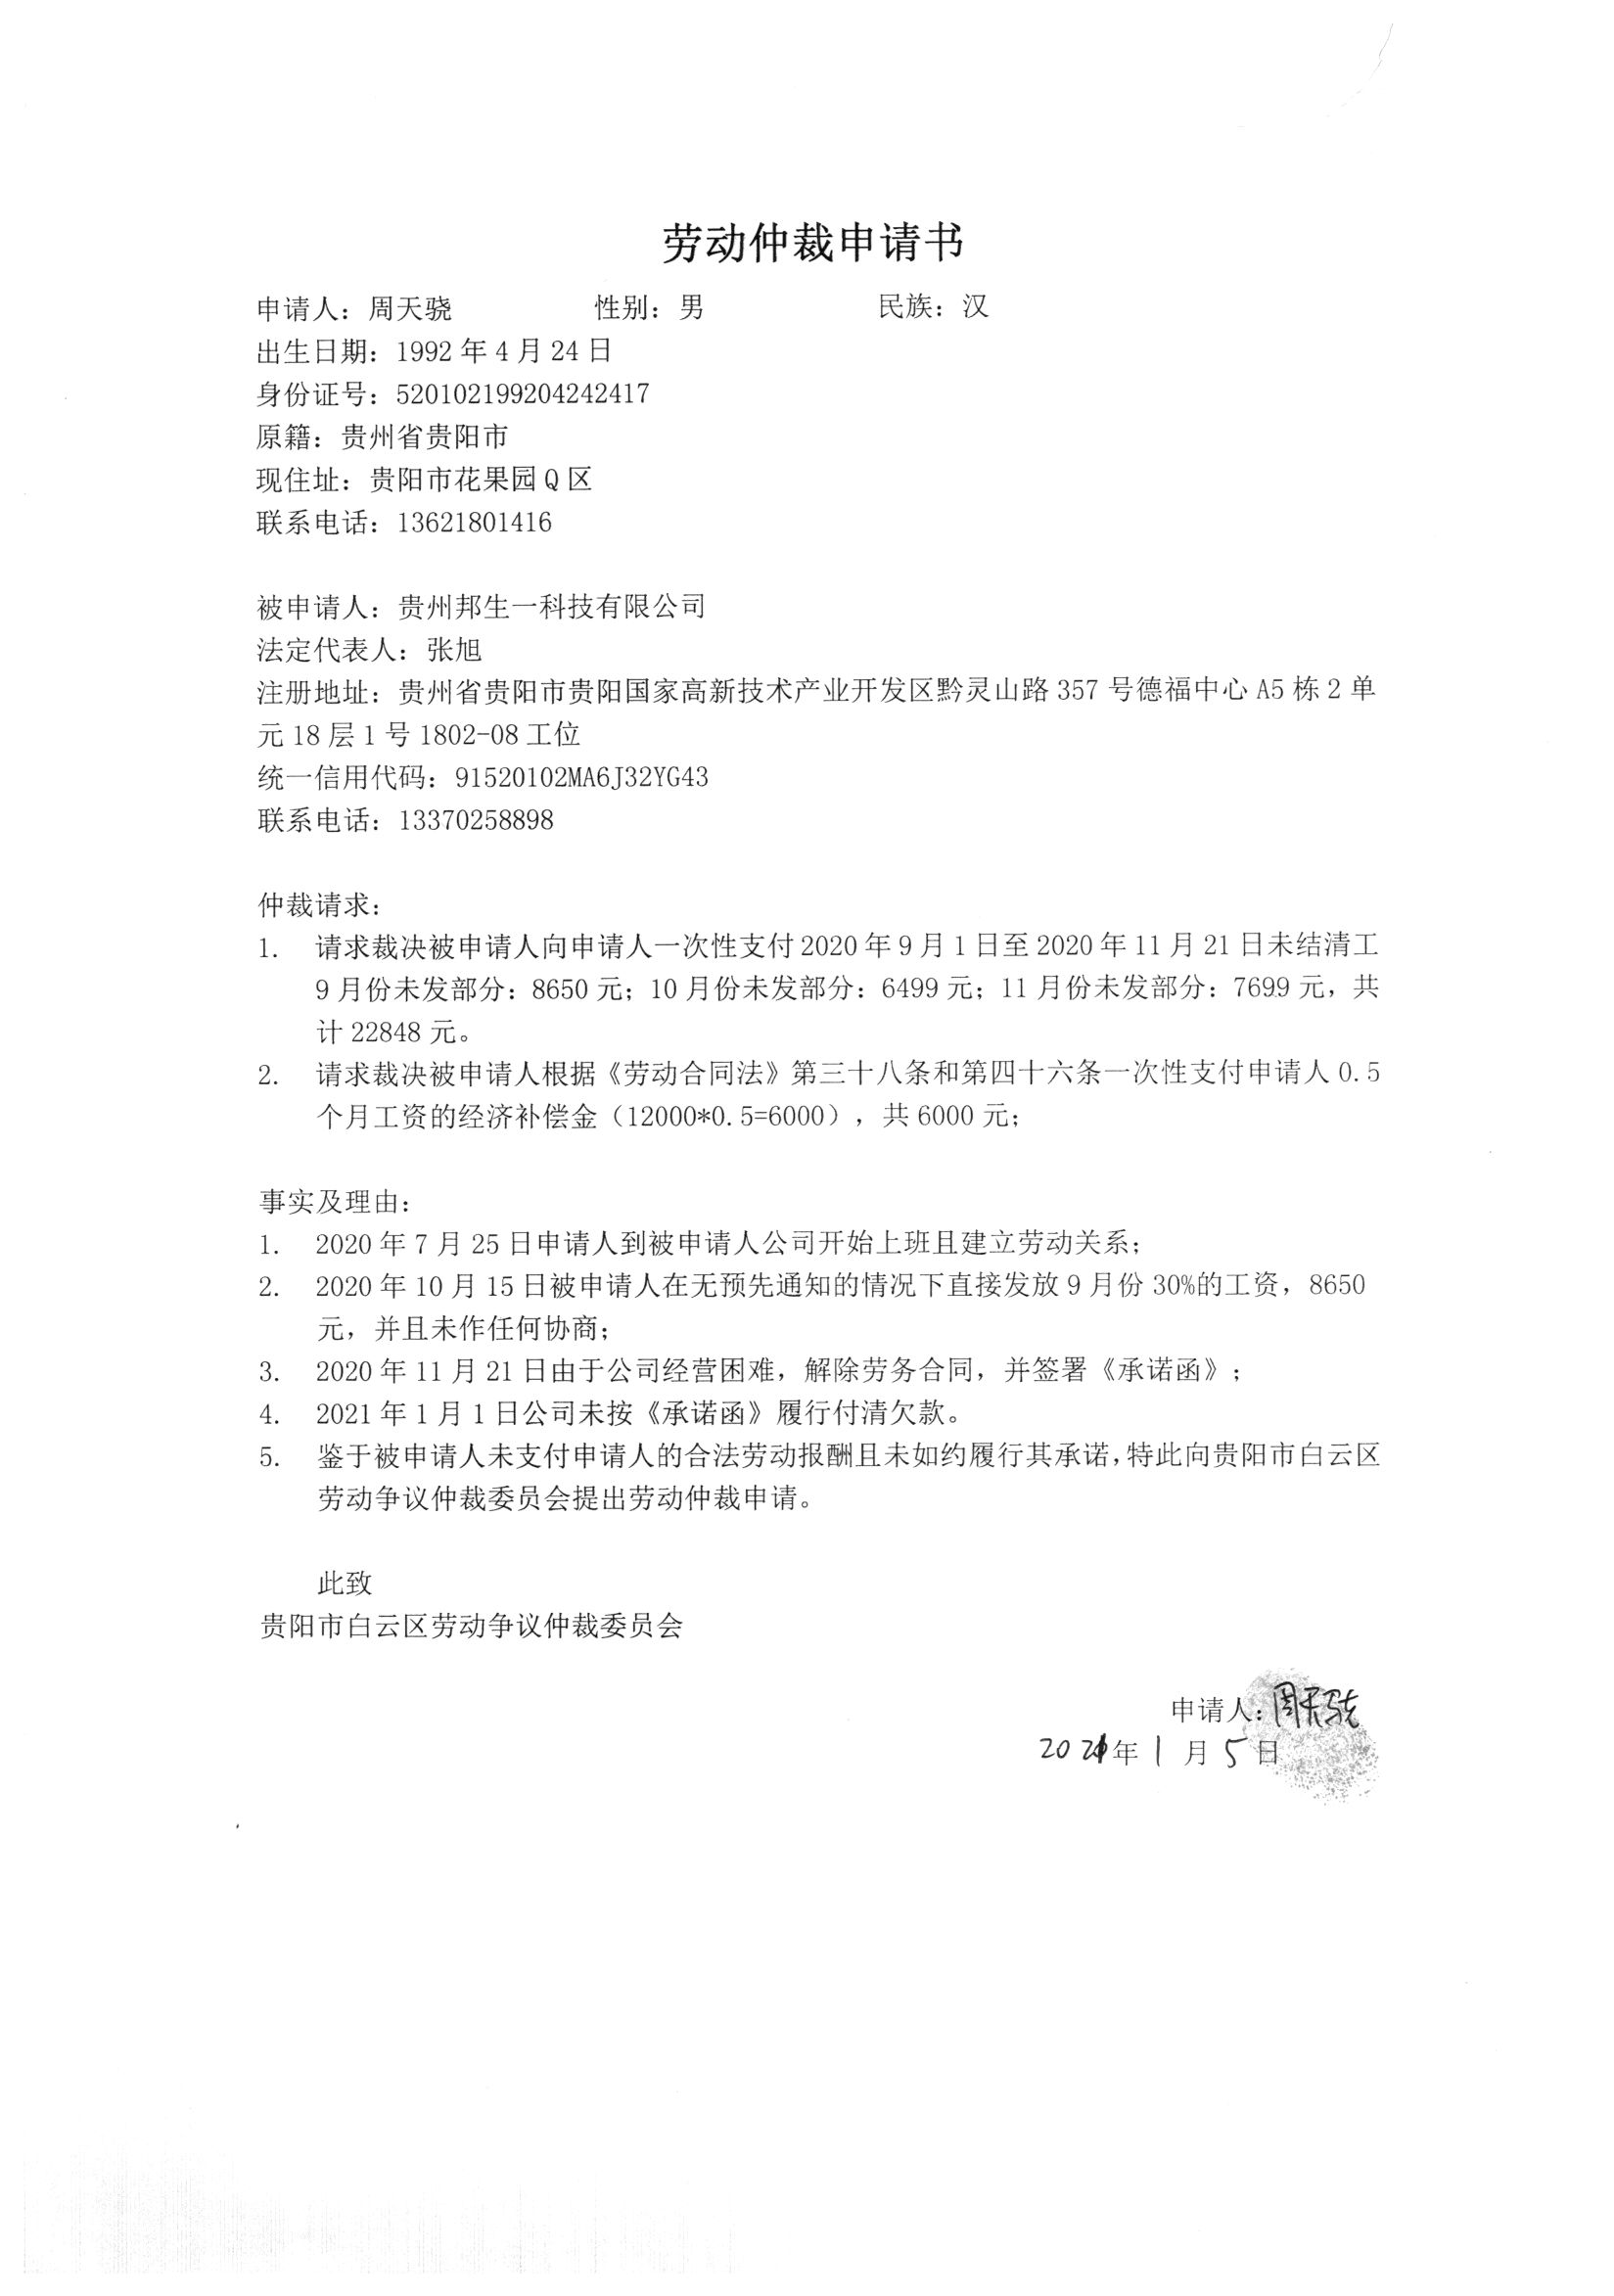 劳动仲裁申请书
申请人：周天骁 性别：男 民族：汉
出生日期：1992年4月24日
身份证号：520102199204242417
原籍：贵州省贵阳市
现住址：贵阳市花果园Q区
联系电话：13621801416
被申请人：贵州邦生一科技有限公司
法定代表人：张旭
注册地址：贵州省贵阳市贵阳国家高新技术产业开发区黔灵山路357号德福中心A5栋2单
元18层1号1802-08工位
统一信用代码：91520102MA6J32YG43
联系电话：13370258898
仲裁请求：
1. 请求裁决被申请人向申请人一次性支付2020年9月1日至2020年11月21日未结清工
9月份未发部分：8650元；10月份未发部分：6499元；11月份未发部分：7699元，共
计22848元。
2. 请求裁决被申请人根据《劳动合同法》第三十八条和第四十六条一次性支付申请人0.5
个月工资的经济补偿金（12000*0.5=6000），共6000元；
事实及理由：
1. 2020年7月25日申请人到被申请人公司开始上班且建立劳动关系；
2. 2020年10月15日被申请人在无预先通知的情况下直接发放9月份30%的工资，8650
元，并且未作任何协商；
3. 2020年11月21日由于公司经营困难，解除劳务合同，并签署《承诺函》；
4. 2021年1月1日公司未按《承诺函》履行付清欠款。
5. 鉴于被申请人未支付申请人的合法劳动报酬且未如约履行其承诺，特此向贵阳市白云区
劳动争议仲裁委员会提出劳动仲裁申请。
此致
贵阳市白云区劳动争议仲裁委员会
申请人：周天骁
2021年1月5日